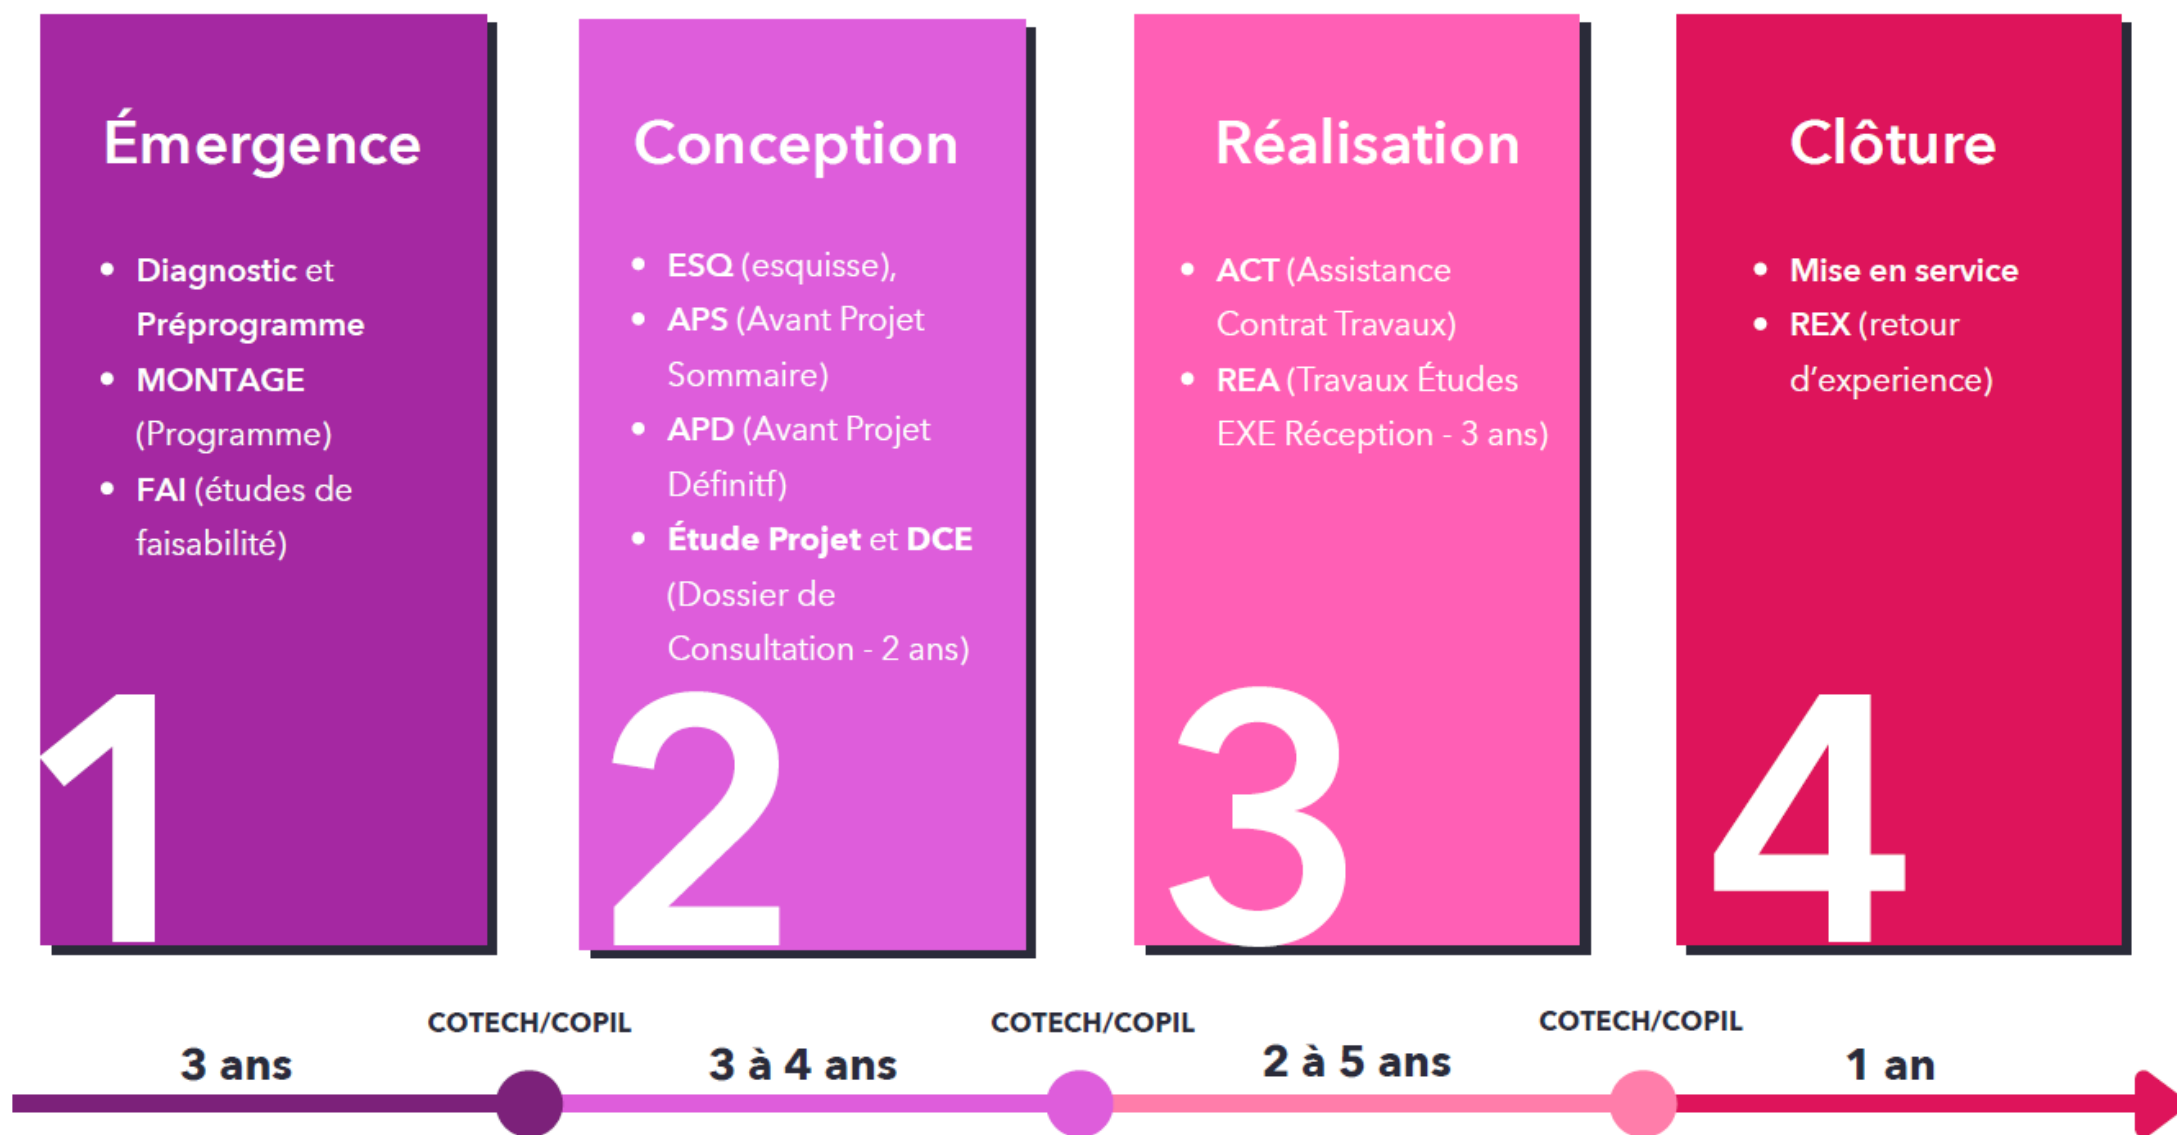 Émergence
• Diagnostic et
Préprogramme
• MONTAGE
(Programme)
• FAI (études de
faisabilité)
1
Conception
• ESQ (esquisse),
• APS (Avant Projet
Sommaire)
• APD (Avant Projet
Définitf)
• Étude Projet et DCE
(Dossier de
Consultation - 2 ans)
2
Réalisation
• ACT (Assistance
Contrat Travaux)
• REA (Travaux Études
EXE Réception - 3 ans)
3
Clôture
• Mise en service
• REX (retour
d'experience)
4
COTECH/COPIL
COTECH/COPIL
COTECH/COPIL
3 ans
3 à 4 ans
2 à 5 ans
1 an